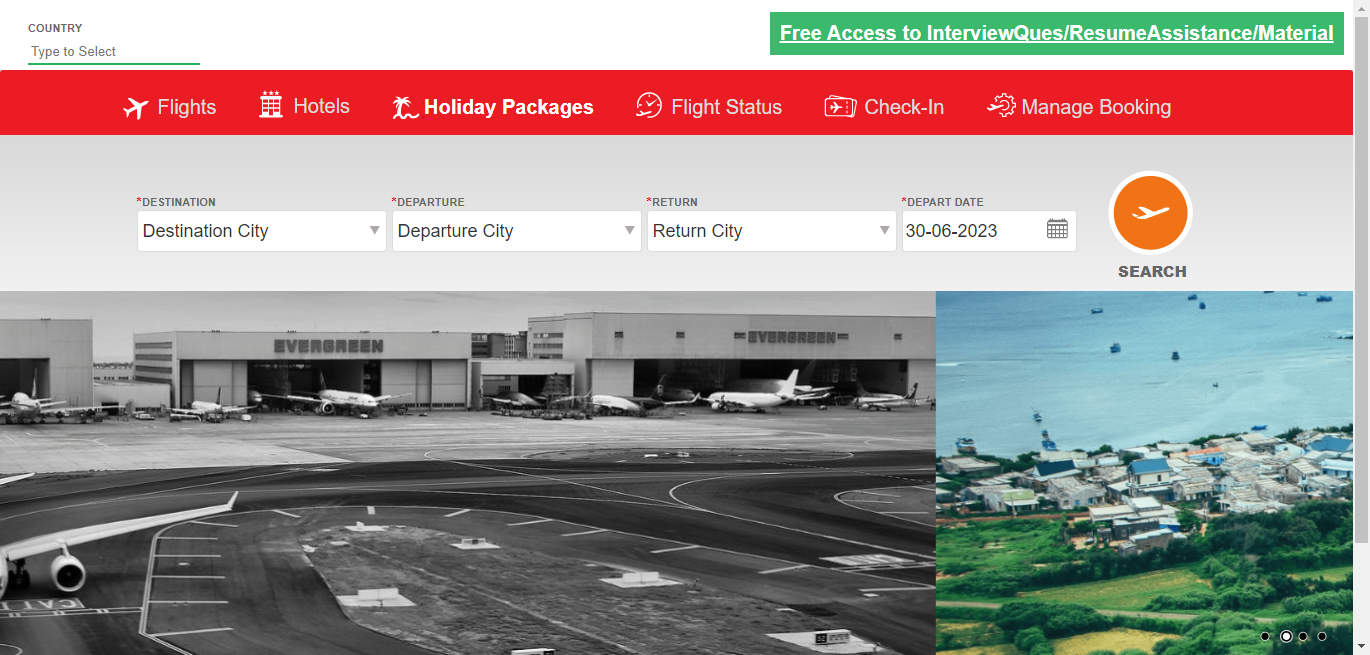 COUNTRY
Type to Select
Free Access to InterviewQues/ResumeAssistance/Material
Flights
Hotels
Holiday Packages
Flight Status
Check-In
Manage Booking
*DESTINATION
Destination City
*DEPARTURE
Departure City
*RETURN
Return City
*DEPART DATE
30-06-2023
SEARCH
EVERGREEN
EVERGREEN